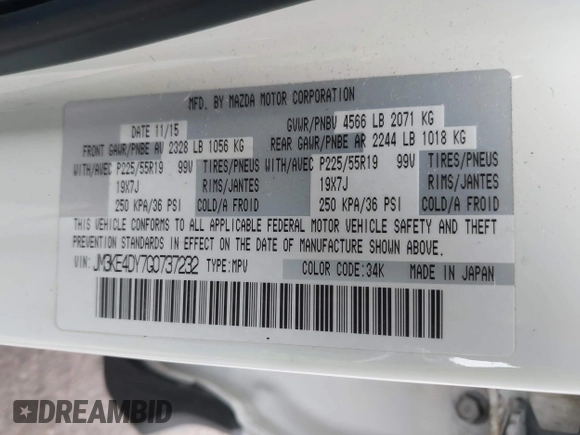 MFD. BY MAZDA MOTOR CORPORATION
DATE 11/15 GVWR/PNBV 4566 LB 2071 KG
FRONT GAWR/PNBE AV 2328 LB 1056 KG REAR GAWR/PNBE AR 2244 LB 1018 KG
WITH/AVEC P225/55R19 99V TIRES/PNEUS WITH/AVEC P225/55R19 99V TIRES/PNEUS
19X7J RIMS/JANTES 19X7J RIMS/JANTES
250 KPA/36 PSI COLD/A FROID 250 KPA/36 PSI COLD/A FROID
THIS VEHICLE CONFORMS TO ALL APPLICABLE FEDERAL MOTOR VEHICLE SAFETY AND THEFT
PREVENTION STANDARDS IN EFFECT ON THE DATE OF MANUFACTURE SHOWN ABOVE.
VIN: JM3KE4DY7G0737232 TYPE:MPV COLOR CODE:34K MADE IN JAPAN
DREAMBID